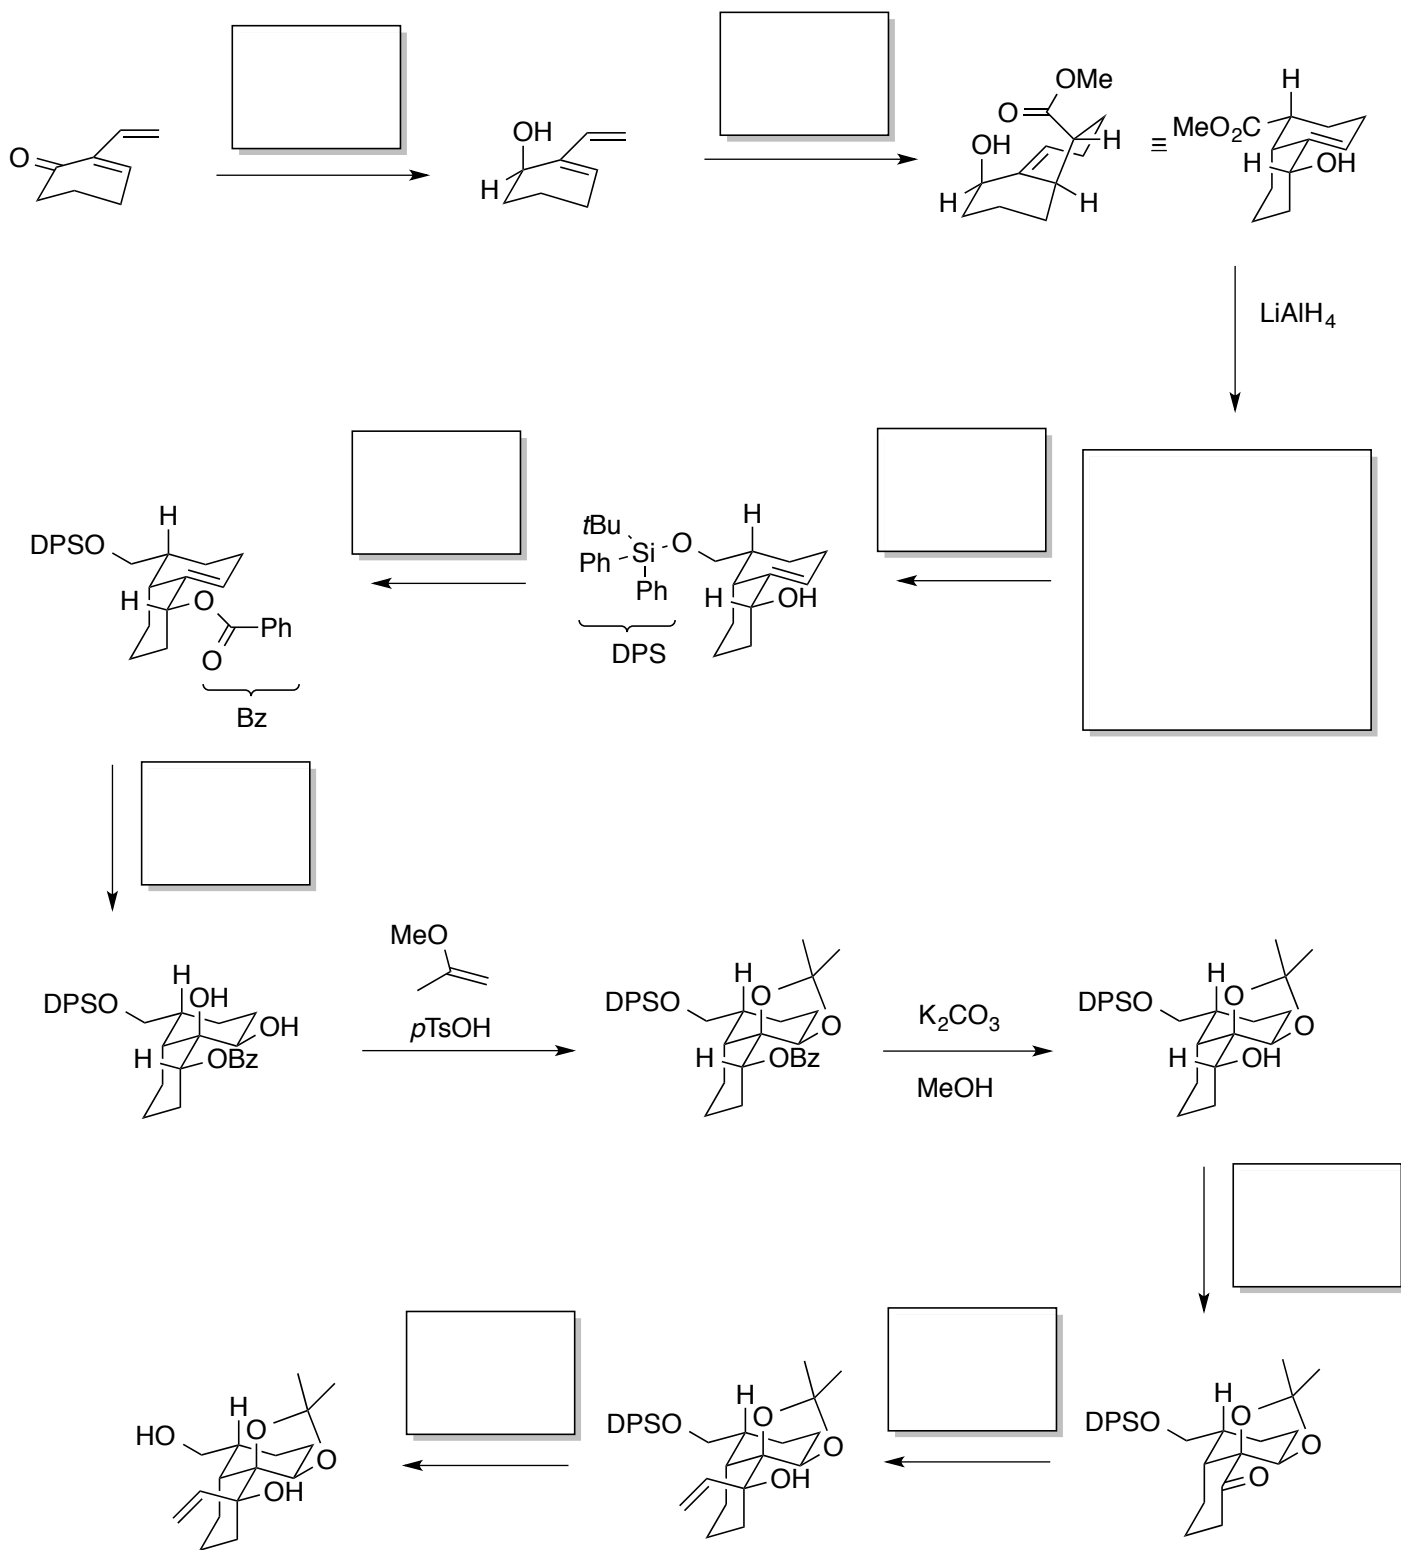 O
OH
H
OMe
O
OH
H
H
H
≡
H
MeO2C
H
OH
LiAlH4
H
DPSO
H
O
Ph
O
Bz
tBu
Si
O
Ph
Ph
H
H
OH
DPS
H
DPSO
OH
OH
H
OBz
MeO
pTsOH
H
DPSO
O
O
H
OBz
K2CO3
MeOH
H
DPSO
O
O
H
OH
H
HO
O
O
OH
H
DPSO
O
O
OH
H
DPSO
O
O
O